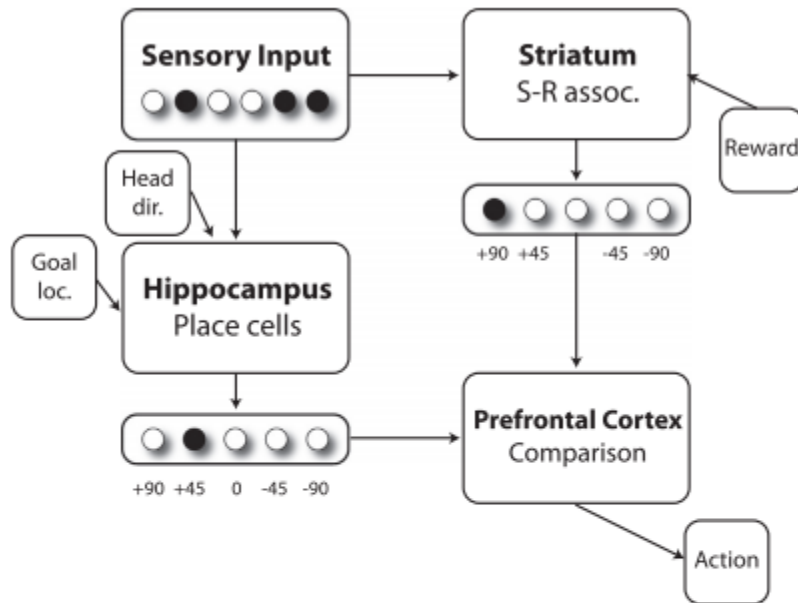 Sensory Input
Striatum
S-R assoc.
Reward
Head
dir.
+90 +45 -45 -90
Goal
loc.
Hippocampus
Place cells
Prefrontal Cortex
Comparison
+90 +45 0 -45 -90
Action